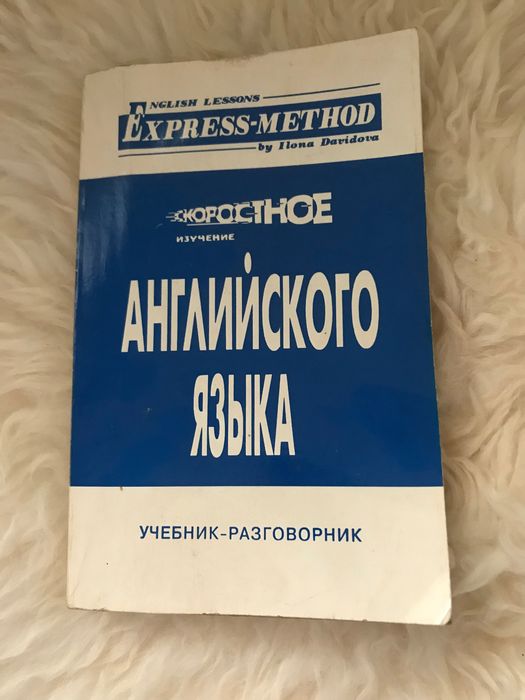 ENGLISH LESSONS
EXPRESS-METHOD
by Ilona Davidova
СКОРОСТНОЕ
ИЗУЧЕНИЕ
АНГЛИЙСКОГО
ЯЗЫКА
УЧЕБНИК-РАЗГОВОРНИК